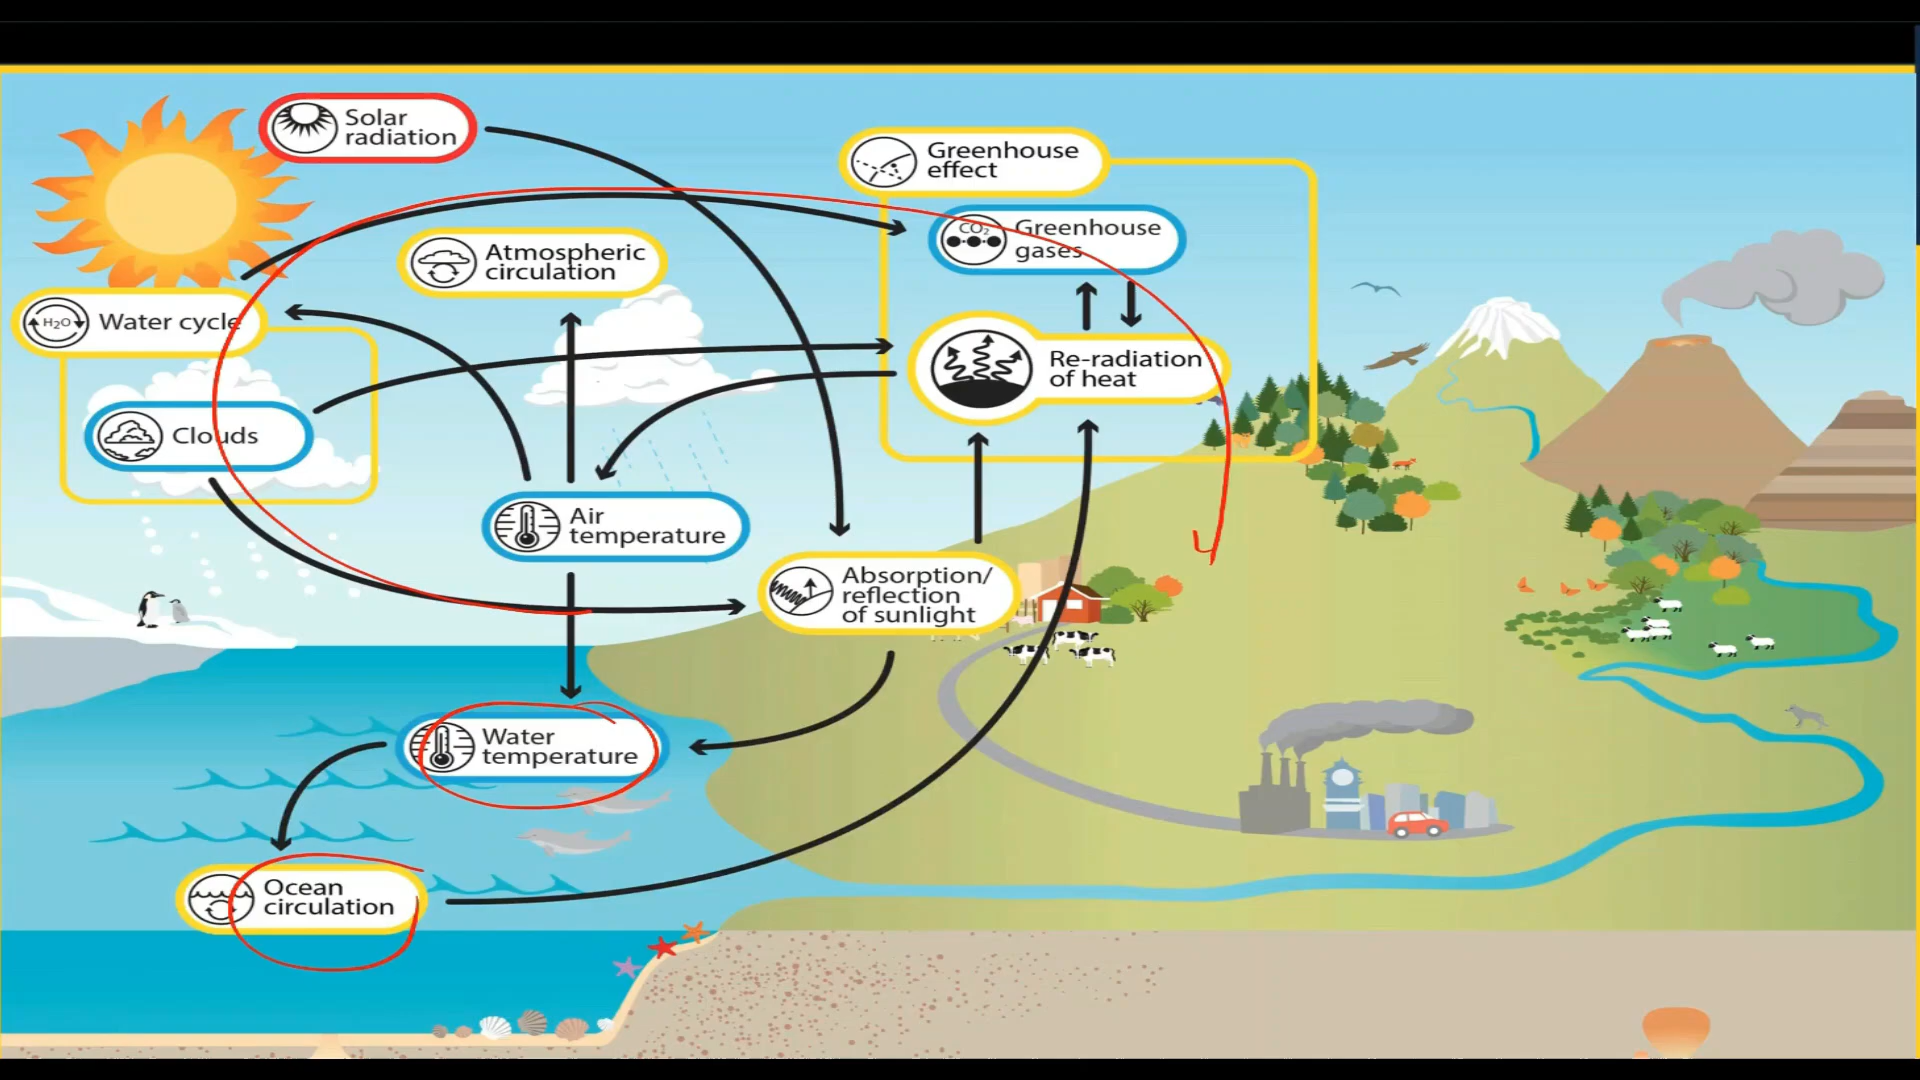 Solar
radiation
Greenhouse
effect
CO₂
Greenhouse
gases
Atmospheric
circulation
H₂O
Water cycle
Re-radiation
of heat
Clouds
Air
temperature
Absorption/
reflection
of sunlight
Water
temperature
Ocean
circulation